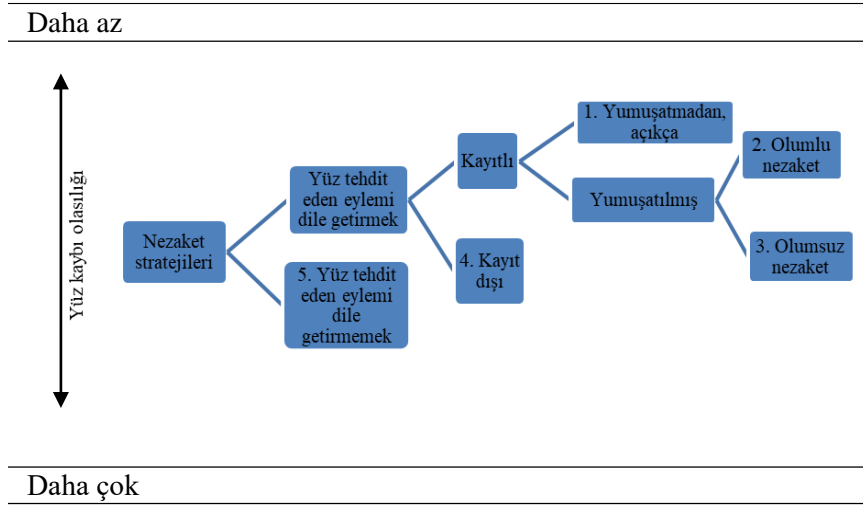 Daha az
Yüz kaybı olasılığı
Nezaket
stratejileri
Yüz tehdit
eden eylemi
dile getirmek
5. Yüz tehdit
eden eylemi
dile
getirmemek
Kayıtlı
4. Kayıt
dışı
1. Yumuşatmadan,
açıkça
Yumuşatılmış
2. Olumlu
nezaket
3. Olumsuz
nezaket
Daha çok